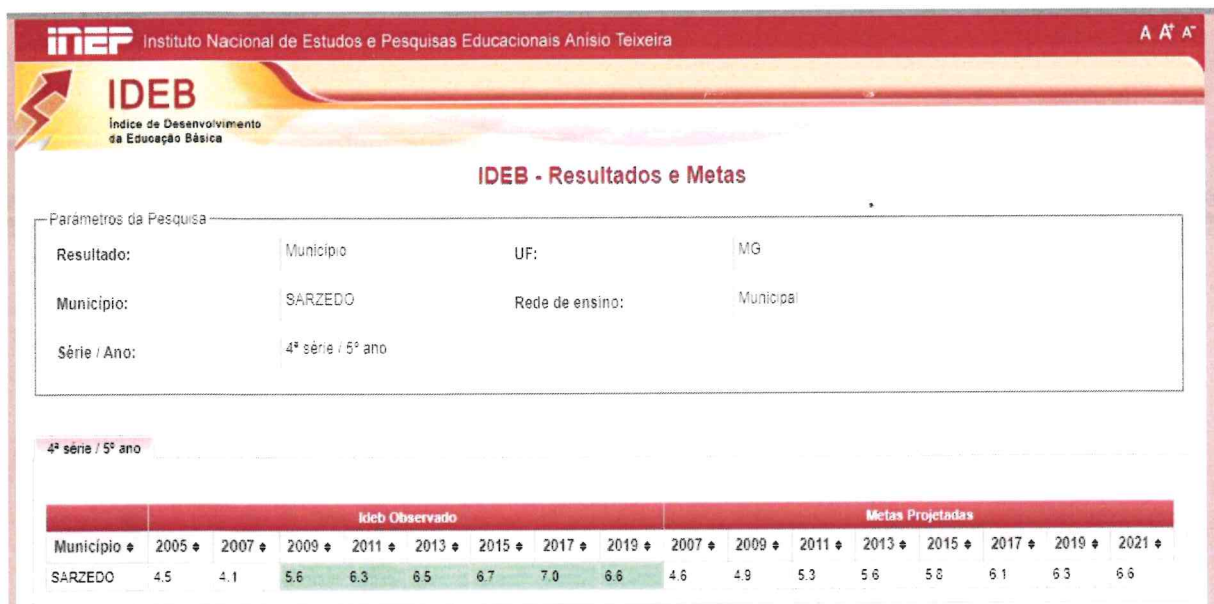 inep Instituto Nacional de Estudos e Pesquisas Educacionais Anísio Teixeira A A+ A-
IDEB
Índice de Desenvolvimento
da Educação Básica
IDEB - Resultados e Metas
Parâmetros da Pesquisa
Resultado: Município UF: MG
Município: SARZEDO Rede de ensino: Municipal
Série / Ano: 4ª série / 5º ano
4ª série / 5º ano
Ideb Observado Metas Projetadas
Município 2005 2007 2009 2011 2013 2015 2017 2019 2007 2009 2011 2013 2015 2017 2019 2021
SARZEDO 4.5 4.1 5.6 6.3 6.5 6.7 7.0 6.6 4.6 4.9 5.3 5.6 5.8 6.1 6.3 6.6